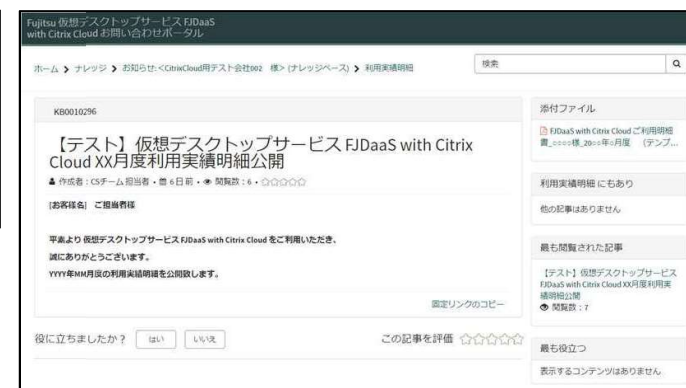 Fujitsu 仮想デスクトップサービス FJDaaS
with Citrix Cloud お問い合わせポータル
ホーム > ナレッジ > お知らせ:<CitrixCloud用テスト会社002 様> (ナレッジベース) > 利用実績明細
検索
KB0010296
【テスト】仮想デスクトップサービス FJDaaS with Citrix
Cloud XX月度利用実績明細公開
作成者 : CSチーム 担当者 • 6 日前 • 閲覧数 : 6 • ☆☆☆☆☆
[お客様名] ご担当者様
平素より 仮想デスクトップサービス FJDaaS with Citrix Cloud をご利用いただき、
誠にありがとうございます。
YYYY年MM月度の利用実績明細を公開致します。
固定リンクのコピー
役に立ちましたか? はい いいえ
この記事を評価 ☆☆☆☆☆
添付ファイル
FJDaaS with Citrix Cloud ご利用明細
書_○○○○様_20○○年○月度 (テンプ...
利用実績明細 にもあり
他の記事はありません
最も閲覧された記事
【テスト】仮想デスクトップサービス
FJDaaS with Citrix Cloud XX月度利用実
績明細公開
閲覧数 : 7
最も役立つ
表示するコンテンツはありません